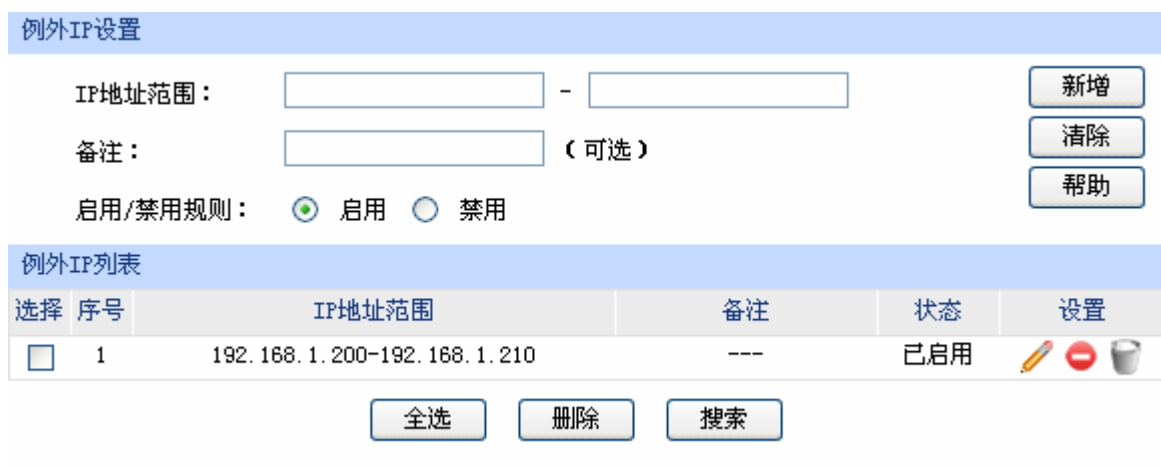 例外IP设置
IP地址范围： -
新增
备注： （可选）
清除
启用/禁用规则： 启用 禁用
帮助
例外IP列表
选择 序号 IP地址范围 备注 状态 设置
1 192.168.1.200-192.168.1.210 --- 已启用
全选 删除 搜索